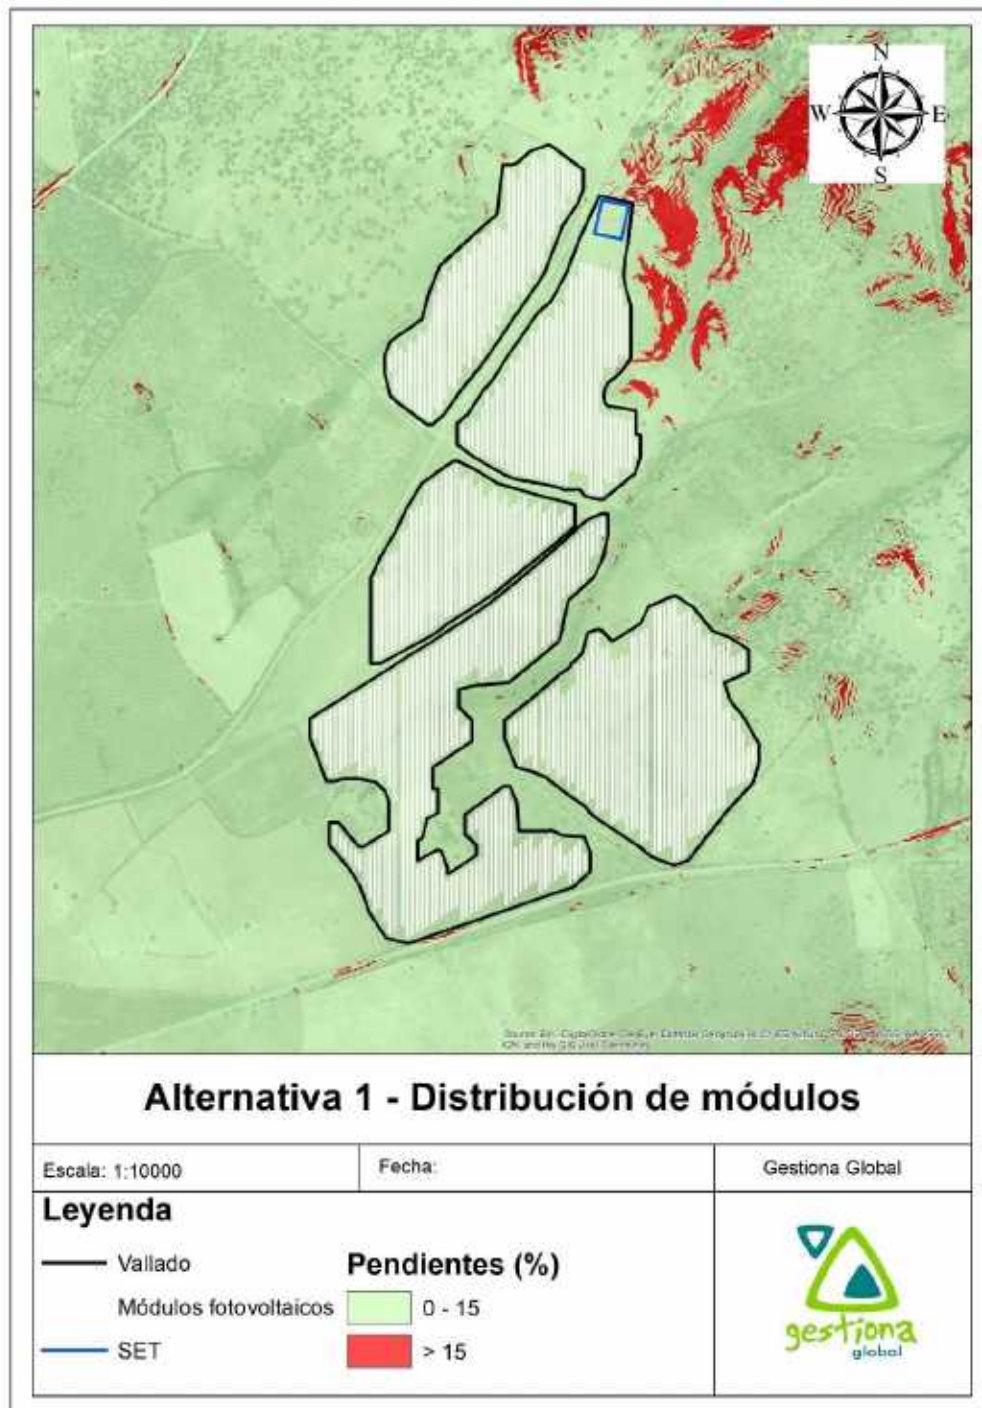 N
W E
S
Alternativa 1 - Distribución de módulos
Escala: 1:10000
Fecha:
Gestiona Global
Leyenda
Vallado
Módulos fotovoltaicos
SET
Pendientes (%)
0 - 15
> 15
gestiona
global